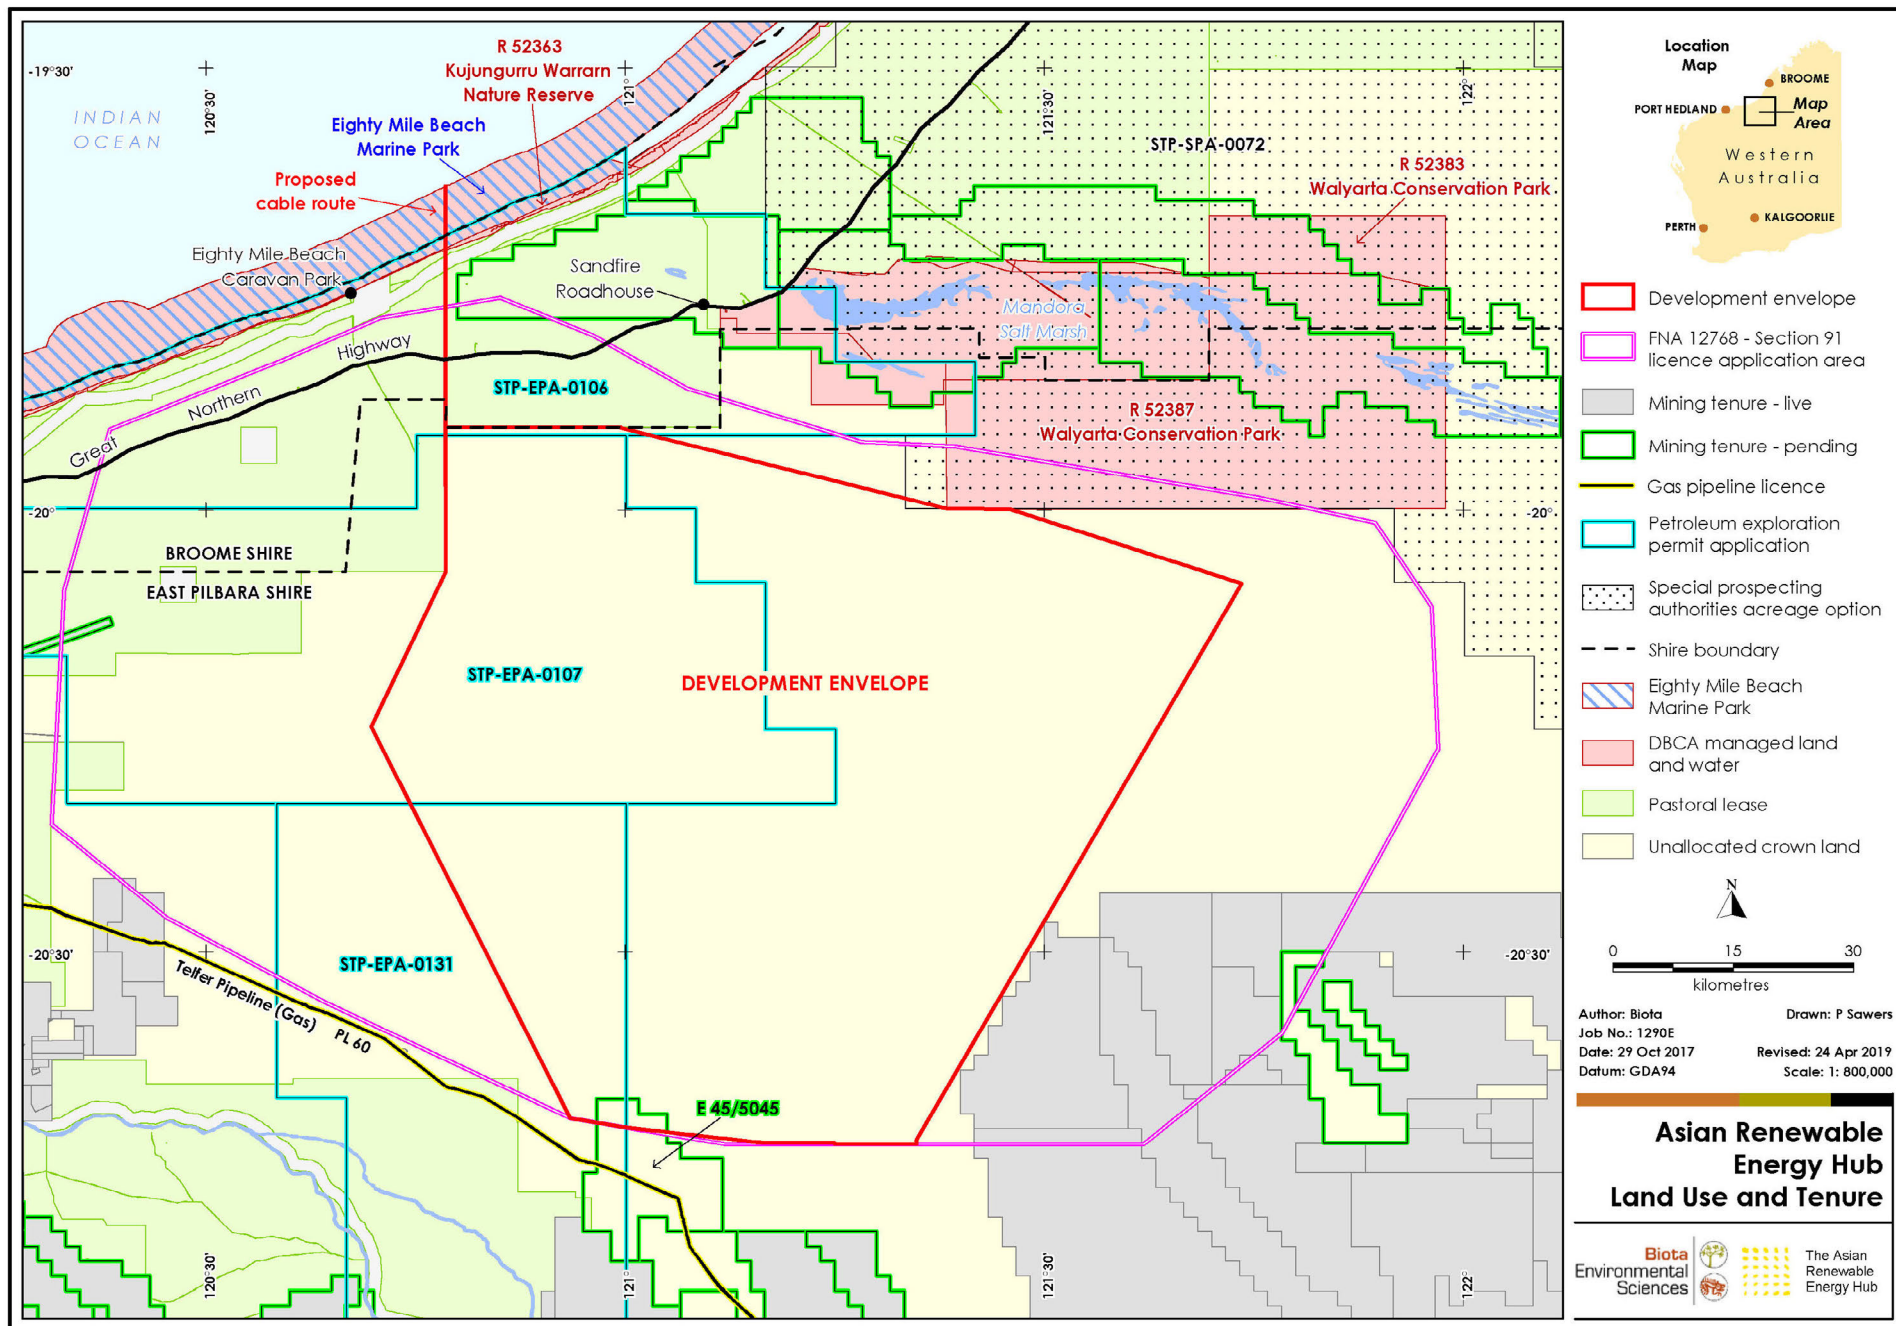 -19°30'
120°30'
121°
121°30'
122°
INDIAN
OCEAN
R 52363
Kujungurru Warrarn
Nature Reserve
Eighty Mile Beach
Marine Park
Proposed
cable route
Eighty Mile Beach
Caravan Park
Sandfire
Roadhouse
STP-SPA-0072
R 52383
Walyarta Conservation Park
Mandora
Salt Marsh
Great Northern Highway
STP-EPA-0106
R 52387
Walyarta Conservation Park
-20°
-20°
BROOME SHIRE
EAST PILBARA SHIRE
STP-EPA-0107
DEVELOPMENT ENVELOPE
STP-EPA-0131
-20°30'
-20°30'
Telfer Pipeline (Gas) PL 60
E 45/5045
120°30'
121°
121°30'
122°
Location
Map
BROOME
PORT HEDLAND
Map
Area
Western
Australia
KALGOORLIE
PERTH
Development envelope
FNA 12768 - Section 91
licence application area
Mining tenure - live
Mining tenure - pending
Gas pipeline licence
Petroleum exploration
permit application
Special prospecting
authorities acreage option
Shire boundary
Eighty Mile Beach
Marine Park
DBCA managed land
and water
Pastoral lease
Unallocated crown land
N
0 15 30
kilometres
Author: Biota Drawn: P Sawers
Job No.: 1290E
Date: 29 Oct 2017 Revised: 24 Apr 2019
Datum: GDA94 Scale: 1: 800,000
Asian Renewable
Energy Hub
Land Use and Tenure
Biota
Environmental
Sciences
The Asian
Renewable
Energy Hub